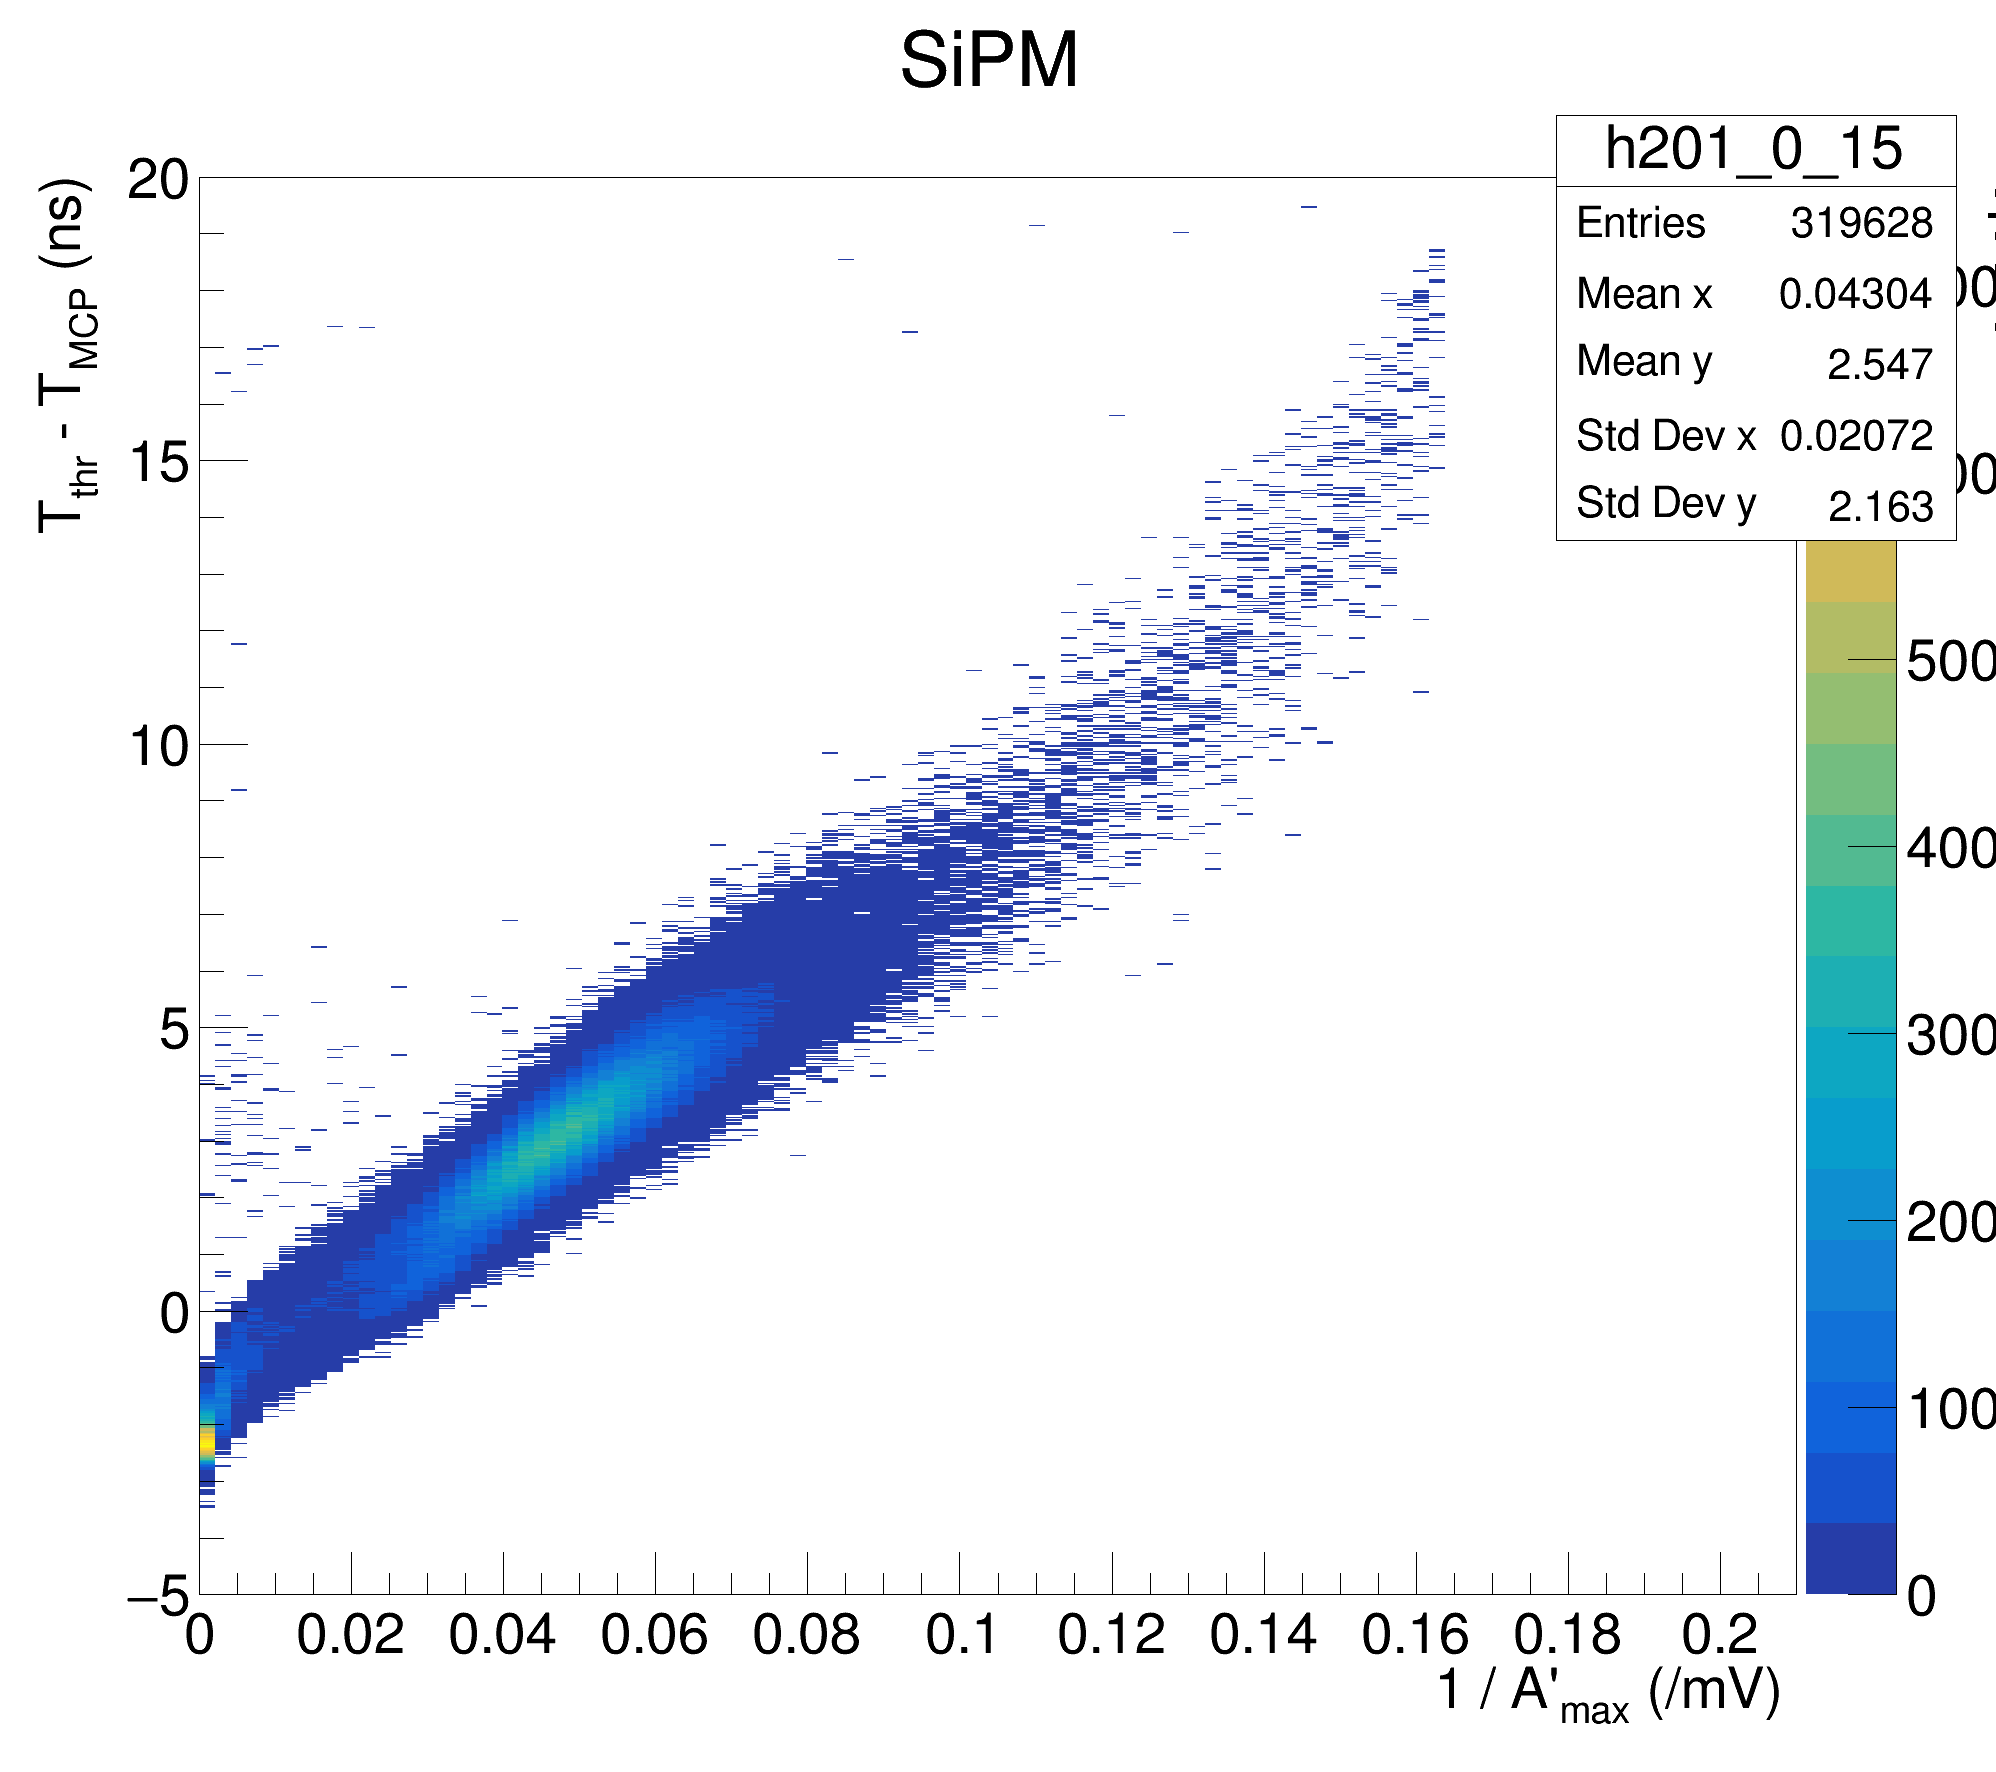 SiPM
h201_0_15
Entries 319628
Mean x 0.04304
Mean y 2.547
Std Dev x 0.02072
Std Dev y 2.163
T_thr - T_MCP (ns)
20
15
10
5
0
−5
0 0.02 0.04 0.06 0.08 0.1 0.12 0.14 0.16 0.18 0.2
1 / A'_max (/mV)
500
400
300
200
100
0